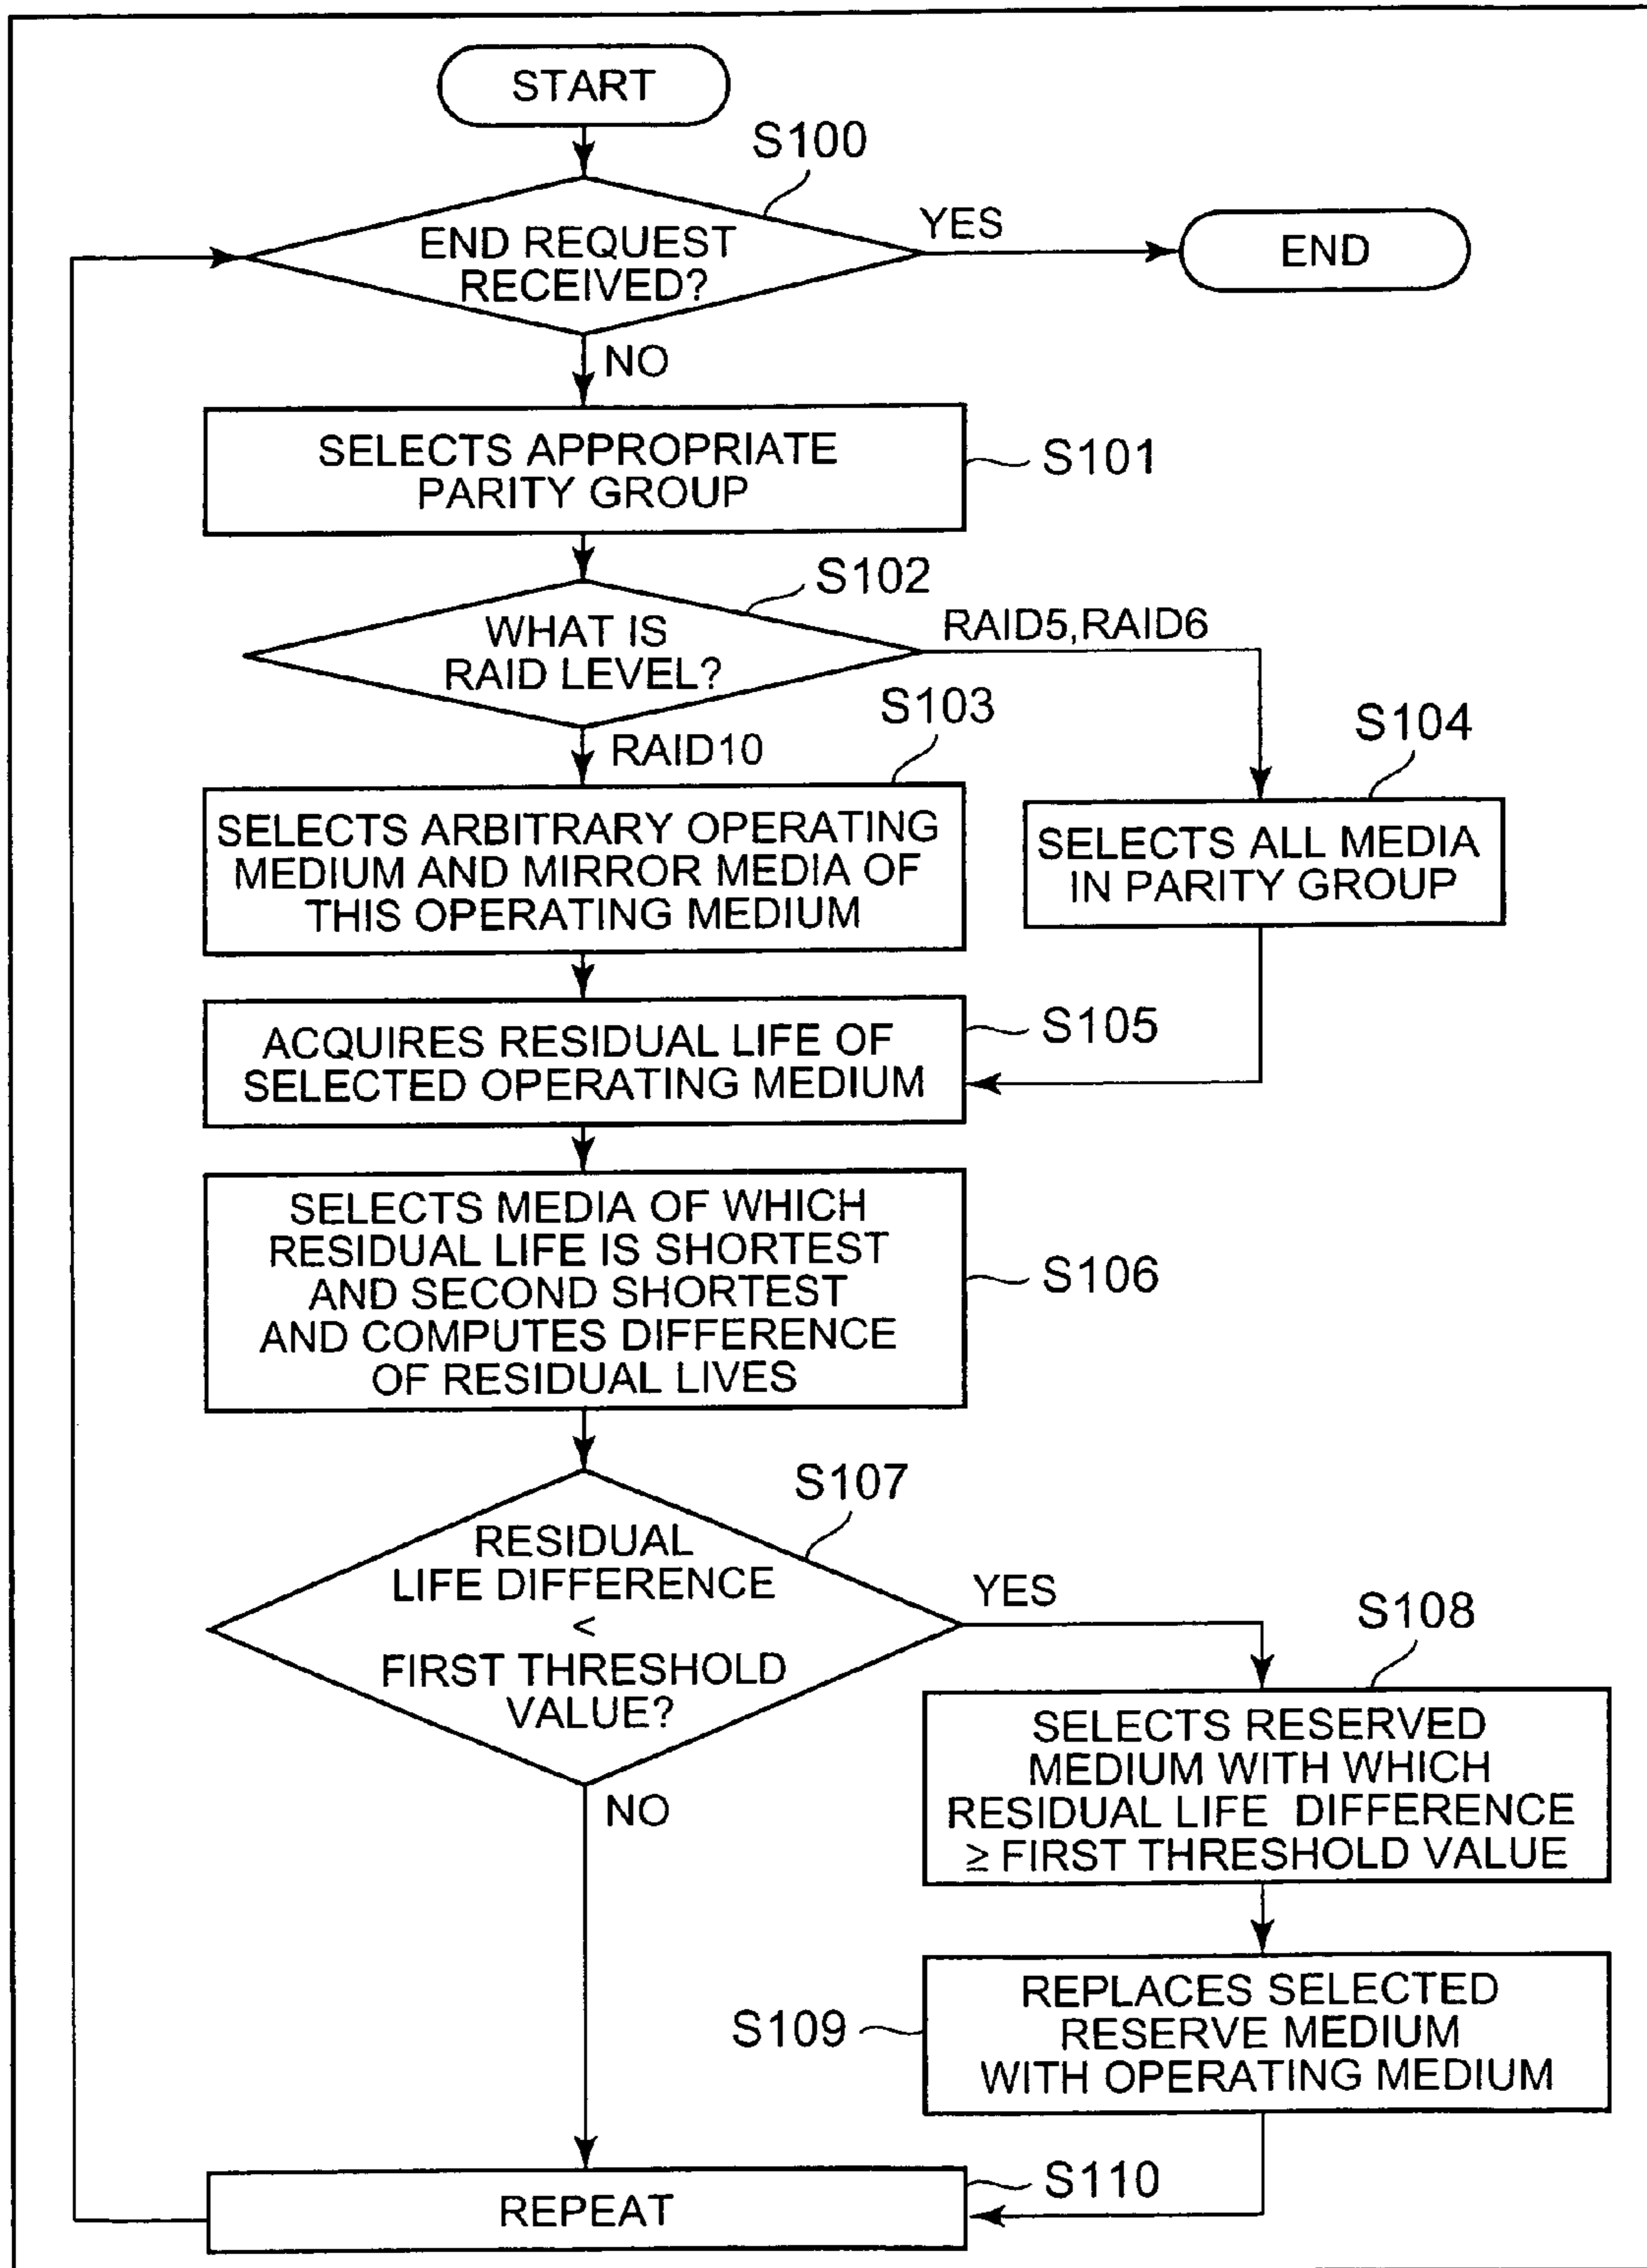 START
S100
END REQUEST
RECEIVED?
YES
END
NO
SELECTS APPROPRIATE
PARITY GROUP
S101
S102
WHAT IS
RAID LEVEL?
RAID5,RAID6
S103
RAID10
S104
SELECTS ARBITRARY OPERATING
MEDIUM AND MIRROR MEDIA OF
THIS OPERATING MEDIUM
SELECTS ALL MEDIA
IN PARITY GROUP
ACQUIRES RESIDUAL LIFE OF
SELECTED OPERATING MEDIUM
S105
SELECTS MEDIA OF WHICH
RESIDUAL LIFE IS SHORTEST
AND SECOND SHORTEST
AND COMPUTES DIFFERENCE
OF RESIDUAL LIVES
S106
S107
RESIDUAL
LIFE DIFFERENCE
<
FIRST THRESHOLD
VALUE?
YES
S108
NO
SELECTS RESERVED
MEDIUM WITH WHICH
RESIDUAL LIFE DIFFERENCE
≥ FIRST THRESHOLD VALUE
S109
REPLACES SELECTED
RESERVE MEDIUM
WITH OPERATING MEDIUM
REPEAT
S110